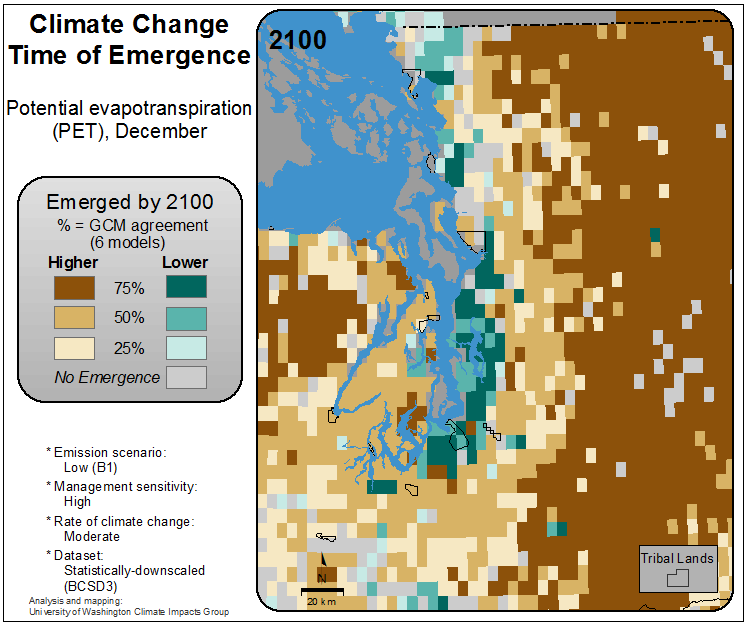 Climate Change
Time of Emergence
Potential evapotranspiration
(PET), December
Emerged by 2100
% = GCM agreement
(6 models)
Higher Lower
75%
50%
25%
No Emergence
* Emission scenario:
Low (B1)
* Management sensitivity:
High
* Rate of climate change:
Moderate
* Dataset:
Statistically-downscaled
(BCSD3)
Analysis and mapping:
University of Washington Climate Impacts Group
2100
N
20 km
Tribal Lands